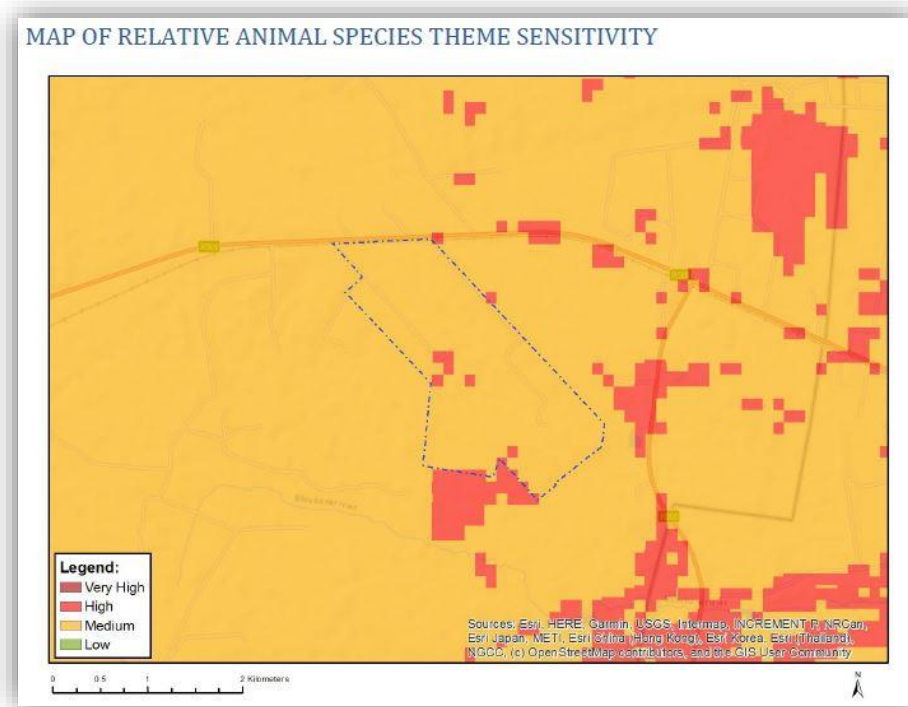 MAP OF RELATIVE ANIMAL SPECIES THEME SENSITIVITY
Legend:
Very High
High
Medium
Low
Sources: Esri, HERE, Garmin, USGS, Intermap, INCREMENT P, NRCan,
Esri Japan, METI, Esri China (Hong Kong), Esri Korea, Esri (Thailand),
NGCC, (c) OpenStreetMap contributors, and the GIS User Community
0 0.5 1 2 Kilometers
N